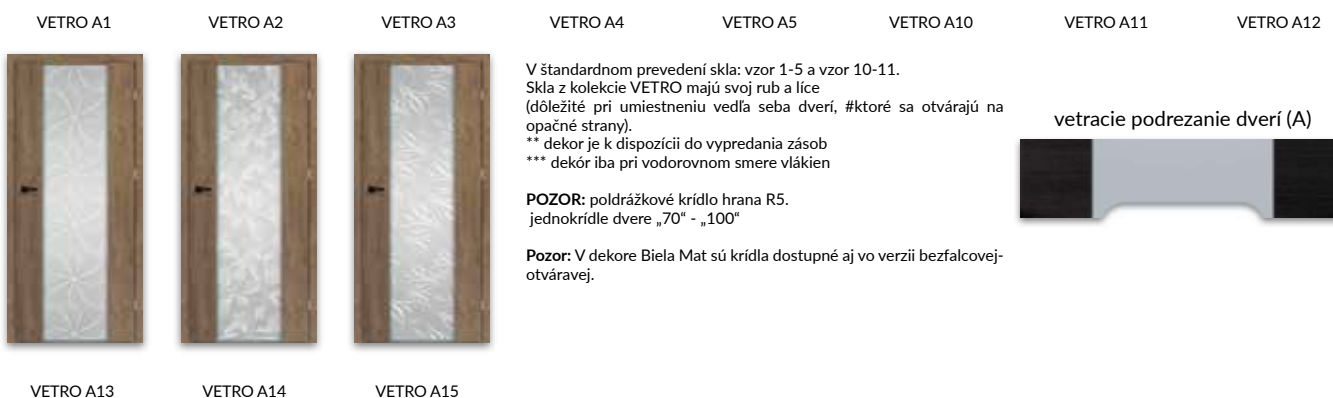 VETRO A1 VETRO A2 VETRO A3 VETRO A4 VETRO A5 VETRO A10 VETRO A11 VETRO A12
V štandardnom prevedení skla: vzor 1-5 a vzor 10-11.
Skla z kolekcie VETRO majú svoj rub a líce
(dôležité pri umiestneniu vedľa seba dverí, #ktoré sa otvárajú na
opačné strany).
** dekor je k dispozícii do vypredania zásob
*** dekór iba pri vodorovnom smere vlákien
POZOR: poldrážkové krídlo hrana R5.
jednokrídle dvere „70“ - „100“
Pozor: V dekore Biela Mat sú krídla dostupné aj vo verzii bezfalcovej-
otváravej.
vetracie podrezanie dverí (A)
VETRO A13 VETRO A14 VETRO A15